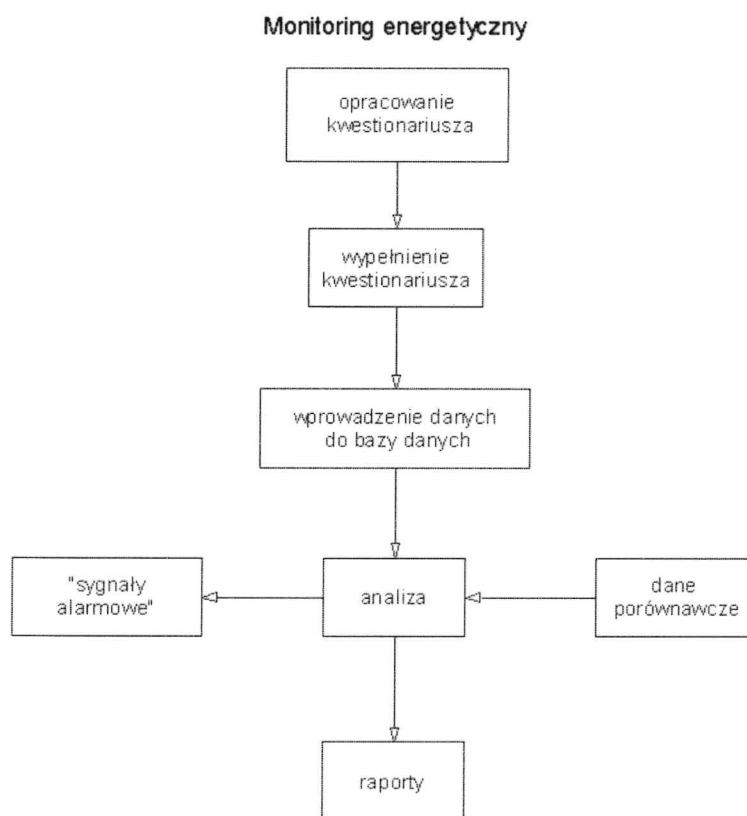 Monitoring energetyczny
opracowanie
kwestionariusza
wypełnienie
kwestionariusza
wprowadzenie danych
do bazy danych
"sygnały
alarmowe"
analiza
dane
porównawcze
raporty